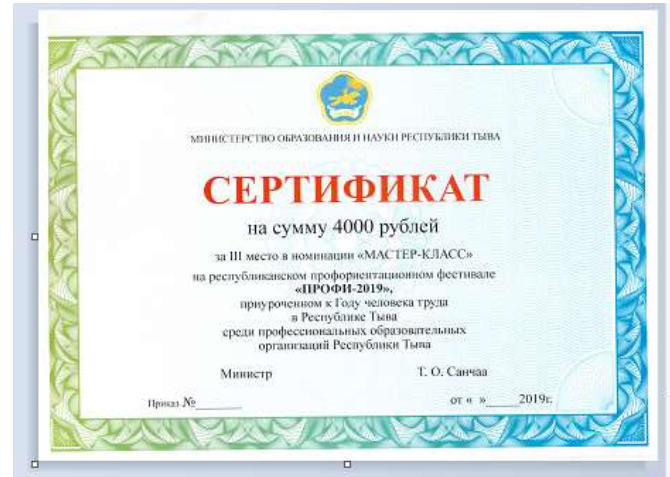 МИНИСТЕРСТВО ОБРАЗОВАНИЯ И НАУКИ РЕСПУБЛИКИ ТЫВА
СЕРТИФИКАТ
на сумму 4000 рублей
за III место в номинации «МАСТЕР-КЛАСС»
на республиканском профориентационном фестивале
«ПРОФИ-2019»,
приуроченном к Году человека труда
в Республике Тыва
среди профессиональных образовательных
организаций Республики Тыва
Министр Т. О. Санчаа
Приказ №_______ от « »_____2019г.